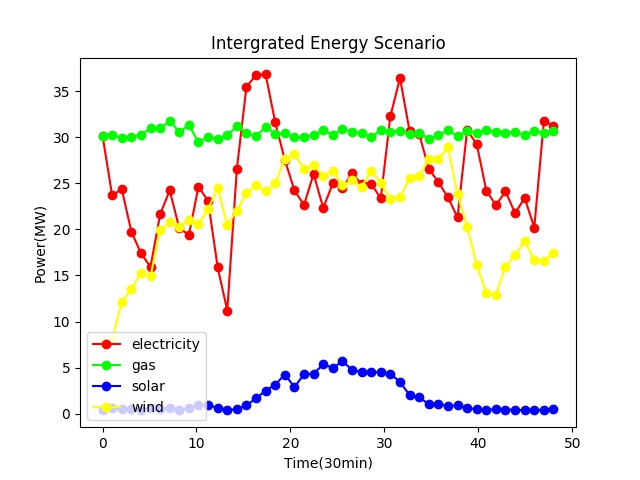 Intergrated Energy Scenario
Power(MW)
35
30
25
20
15
10
5
0
electricity
gas
solar
wind
0 10 20 30 40 50
Time(30min)